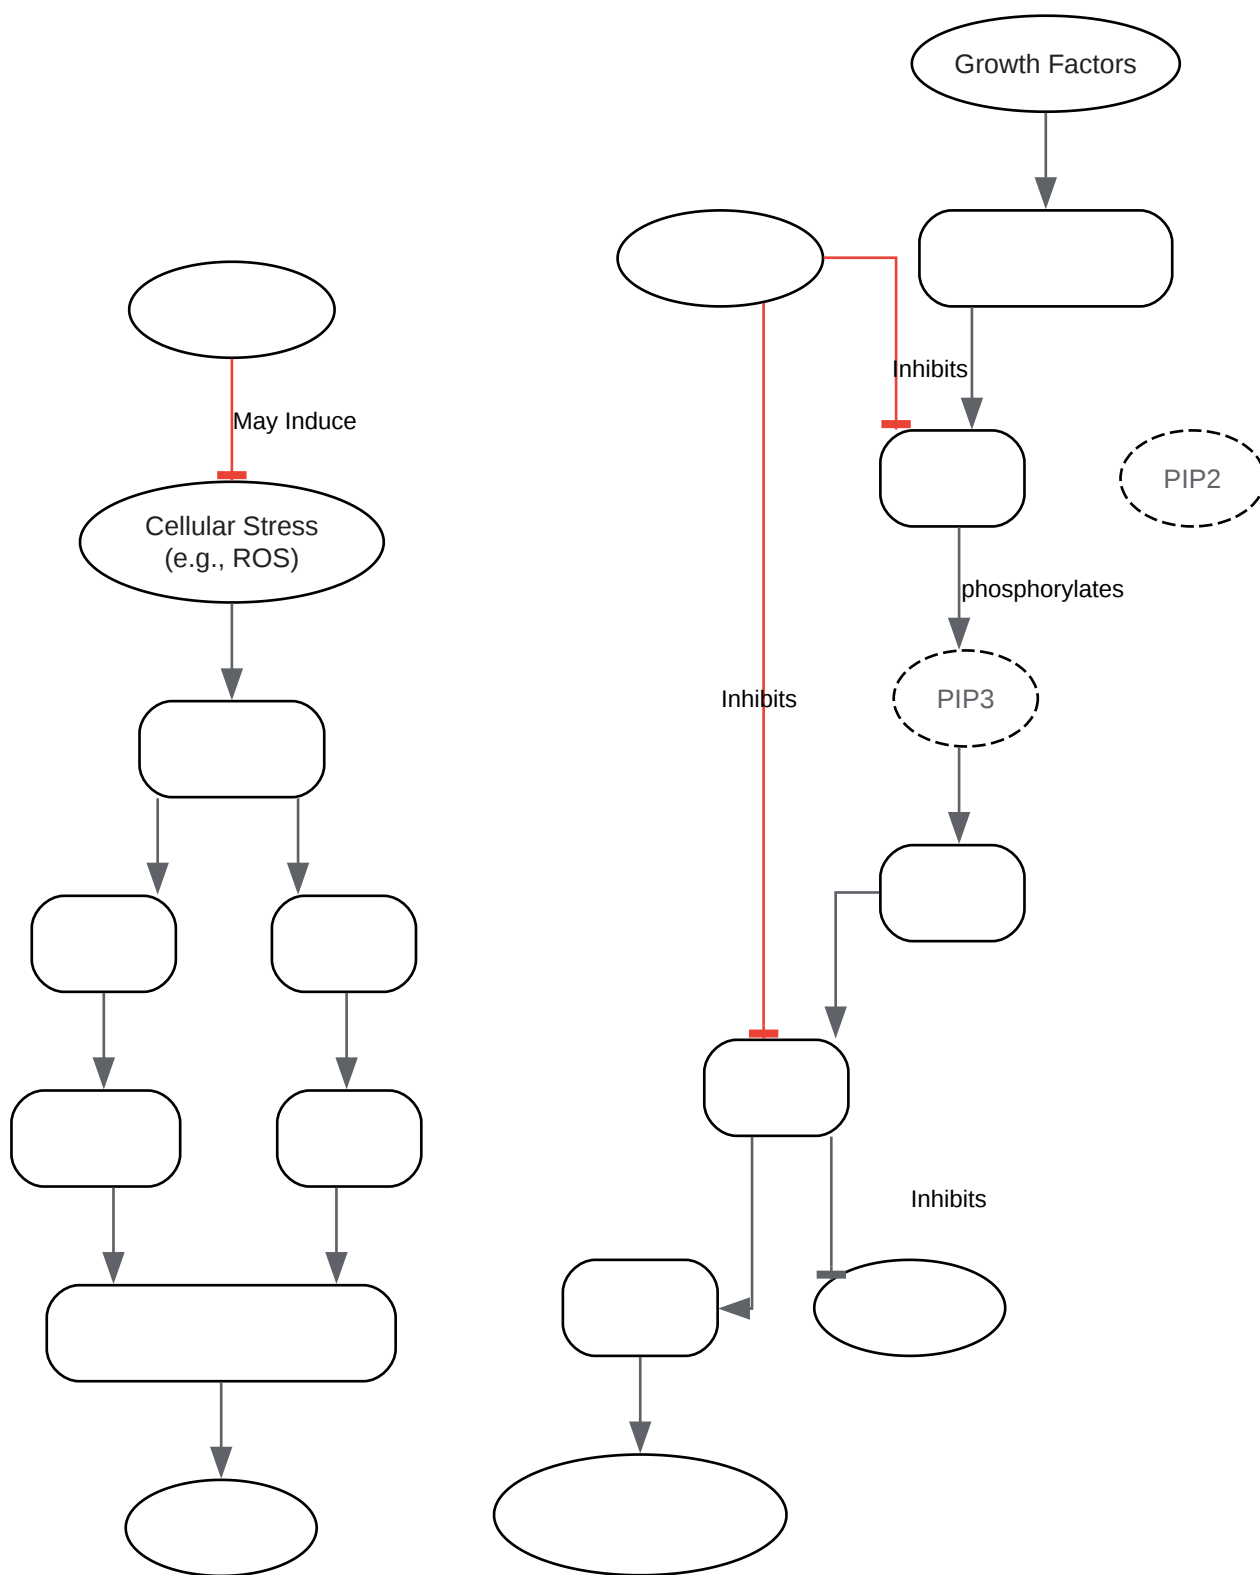 Growth Factors
Inhibits
May Induce
PIP2
Cellular Stress
(e.g., ROS)
phosphorylates
PIP3
Inhibits
Inhibits